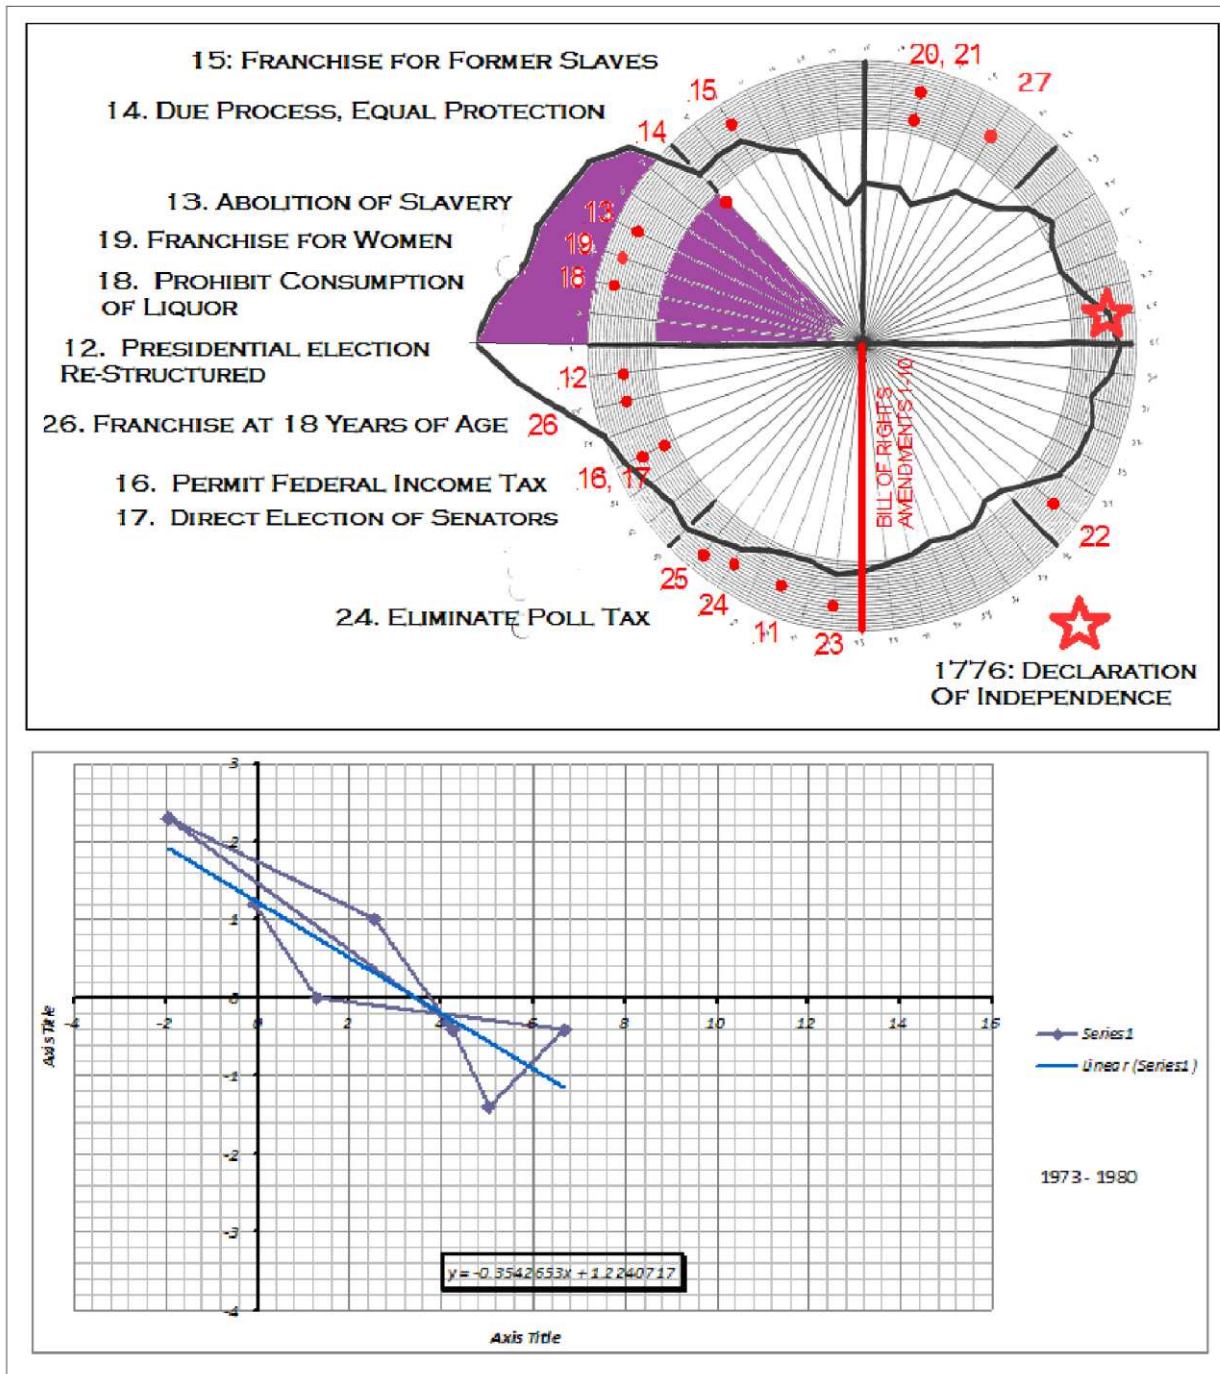 15: FRANCHISE FOR FORMER SLAVES
14. DUE PROCESS, EQUAL PROTECTION
13. ABOLITION OF SLAVERY
19. FRANCHISE FOR WOMEN
18. PROHIBIT CONSUMPTION
OF LIQUOR
12. PRESIDENTIAL ELECTION
RE-STRUCTURED
26. FRANCHISE AT 18 YEARS OF AGE
16. PERMIT FEDERAL INCOME TAX
17. DIRECT ELECTION OF SENATORS
24. ELIMINATE POLL TAX
20, 21
27
15
14
13
19
18
12
26
16, 17
25
24
11
23
22
BILL OF RIGHTS
AMENDMENTS 1-10
1776: DECLARATION
OF INDEPENDENCE
3
2
1
0
-1
-2
-3
-4
-4 -2 0 2 4 6 8 10 12 14 16
Axis Title
Axis Title
Series1
Linear (Series1)
1973 - 1980
y = -0.3542653x + 1.2240717